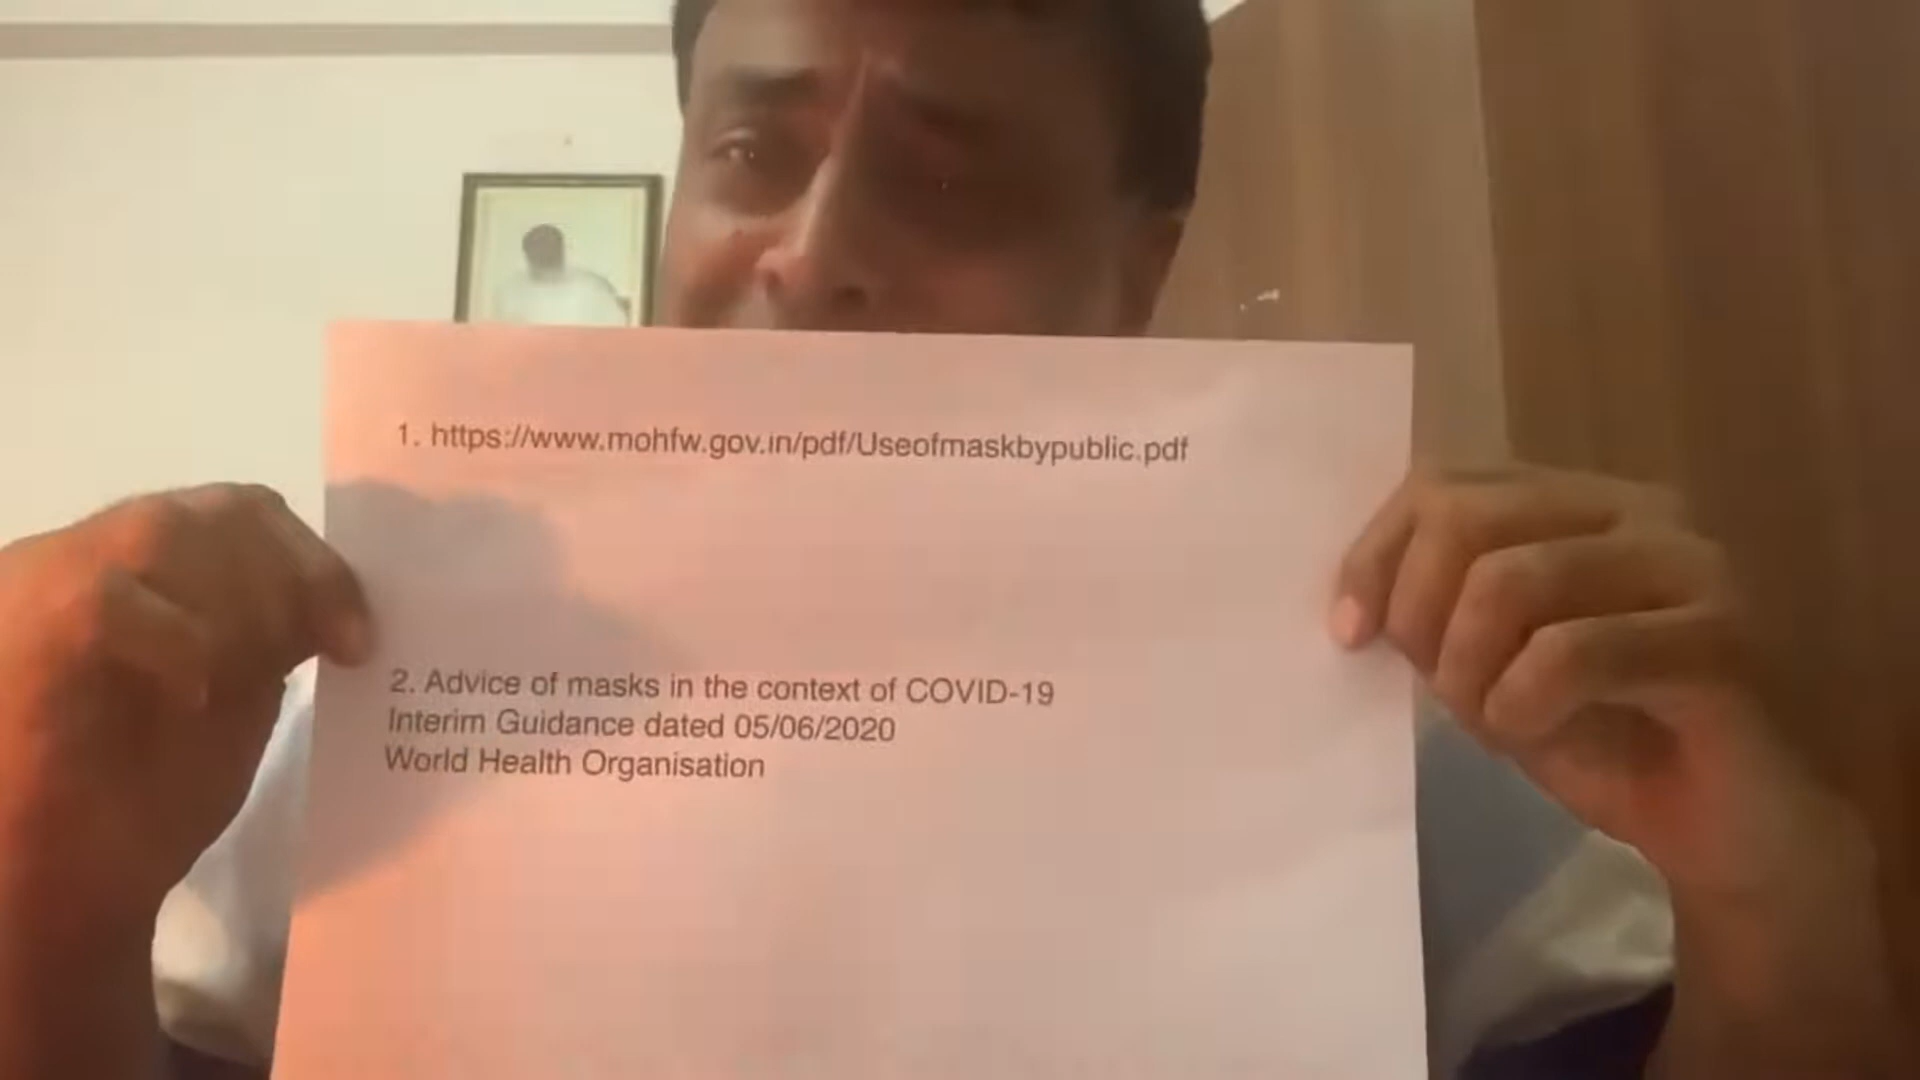 1. https://www.mohfw.gov.in/pdf/Useofmaskbypublic.pdf
2. Advice of masks in the context of COVID-19
Interim Guidance dated 05/06/2020
World Health Organisation